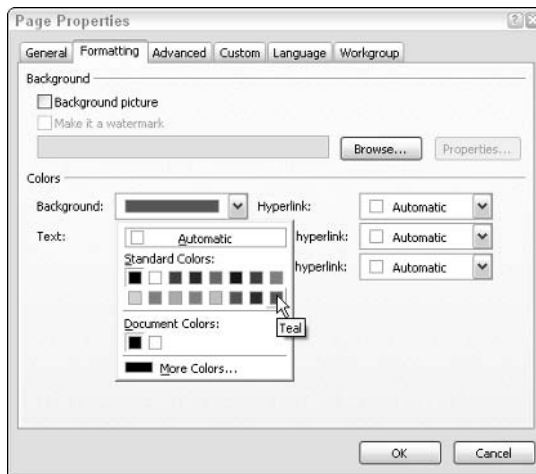 Page Properties
General Formatting Advanced Custom Language Workgroup
Background
Background picture
Make it a watermark
Browse... Properties...
Colors
Background: Hyperlink: Automatic
Text: Automatic hyperlink: Automatic
Standard Colors:
hyperlink: Automatic
Teal
Document Colors:
More Colors...
OK Cancel